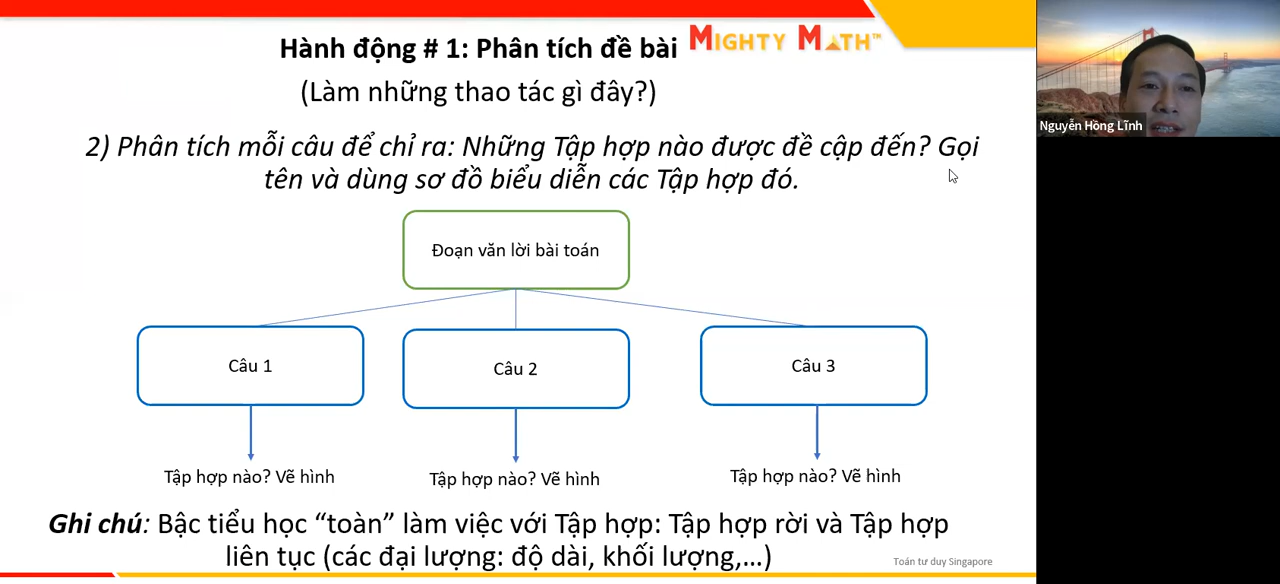 Hành động # 1: Phân tích đề bài
MIGHTY MATH™
(Làm những thao tác gì đây?)
Nguyễn Hồng Lĩnh
2) Phân tích mỗi câu để chỉ ra: Những Tập hợp nào được đề cập đến? Gọi
tên và dùng sơ đồ biểu diễn các Tập hợp đó.
Đoạn văn lời bài toán
Câu 1
Câu 2
Câu 3
Tập hợp nào? Vẽ hình
Tập hợp nào? Vẽ hình
Tập hợp nào? Vẽ hình
Ghi chú: Bậc tiểu học “toàn” làm việc với Tập hợp: Tập hợp rời và Tập hợp
liên tục (các đại lượng: độ dài, khối lượng,...)
Toán tư duy Singapore